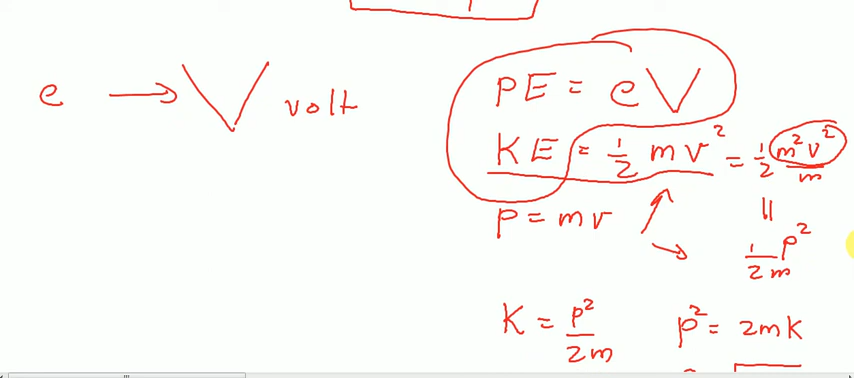 e → V volt
PE = eV
KE = 1/2 mv² = 1/2 m²v²/m
p = mv
||
1/2m p²
K = p²/2m
p² = 2mK